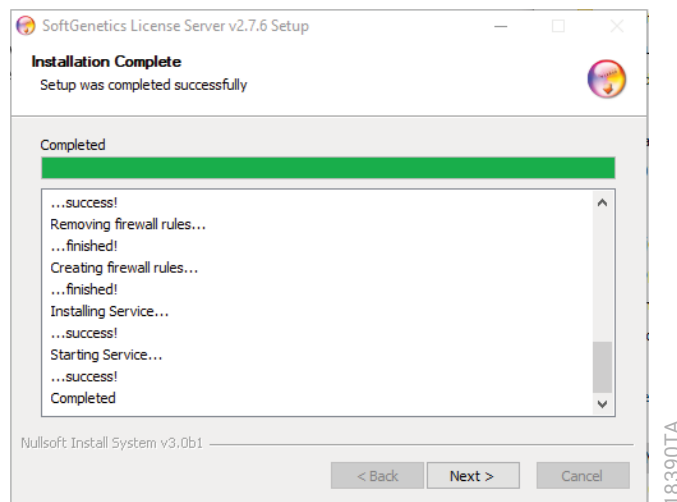 SoftGenetics License Server v2.7.6 Setup
Installation Complete
Setup was completed successfully
Completed
...success!
Removing firewall rules...
...finished!
Creating firewall rules...
...finished!
Installing Service...
...success!
Starting Service...
...success!
Completed
Nullsoft Install System v3.0b1
< Back Next > Cancel
18390TA